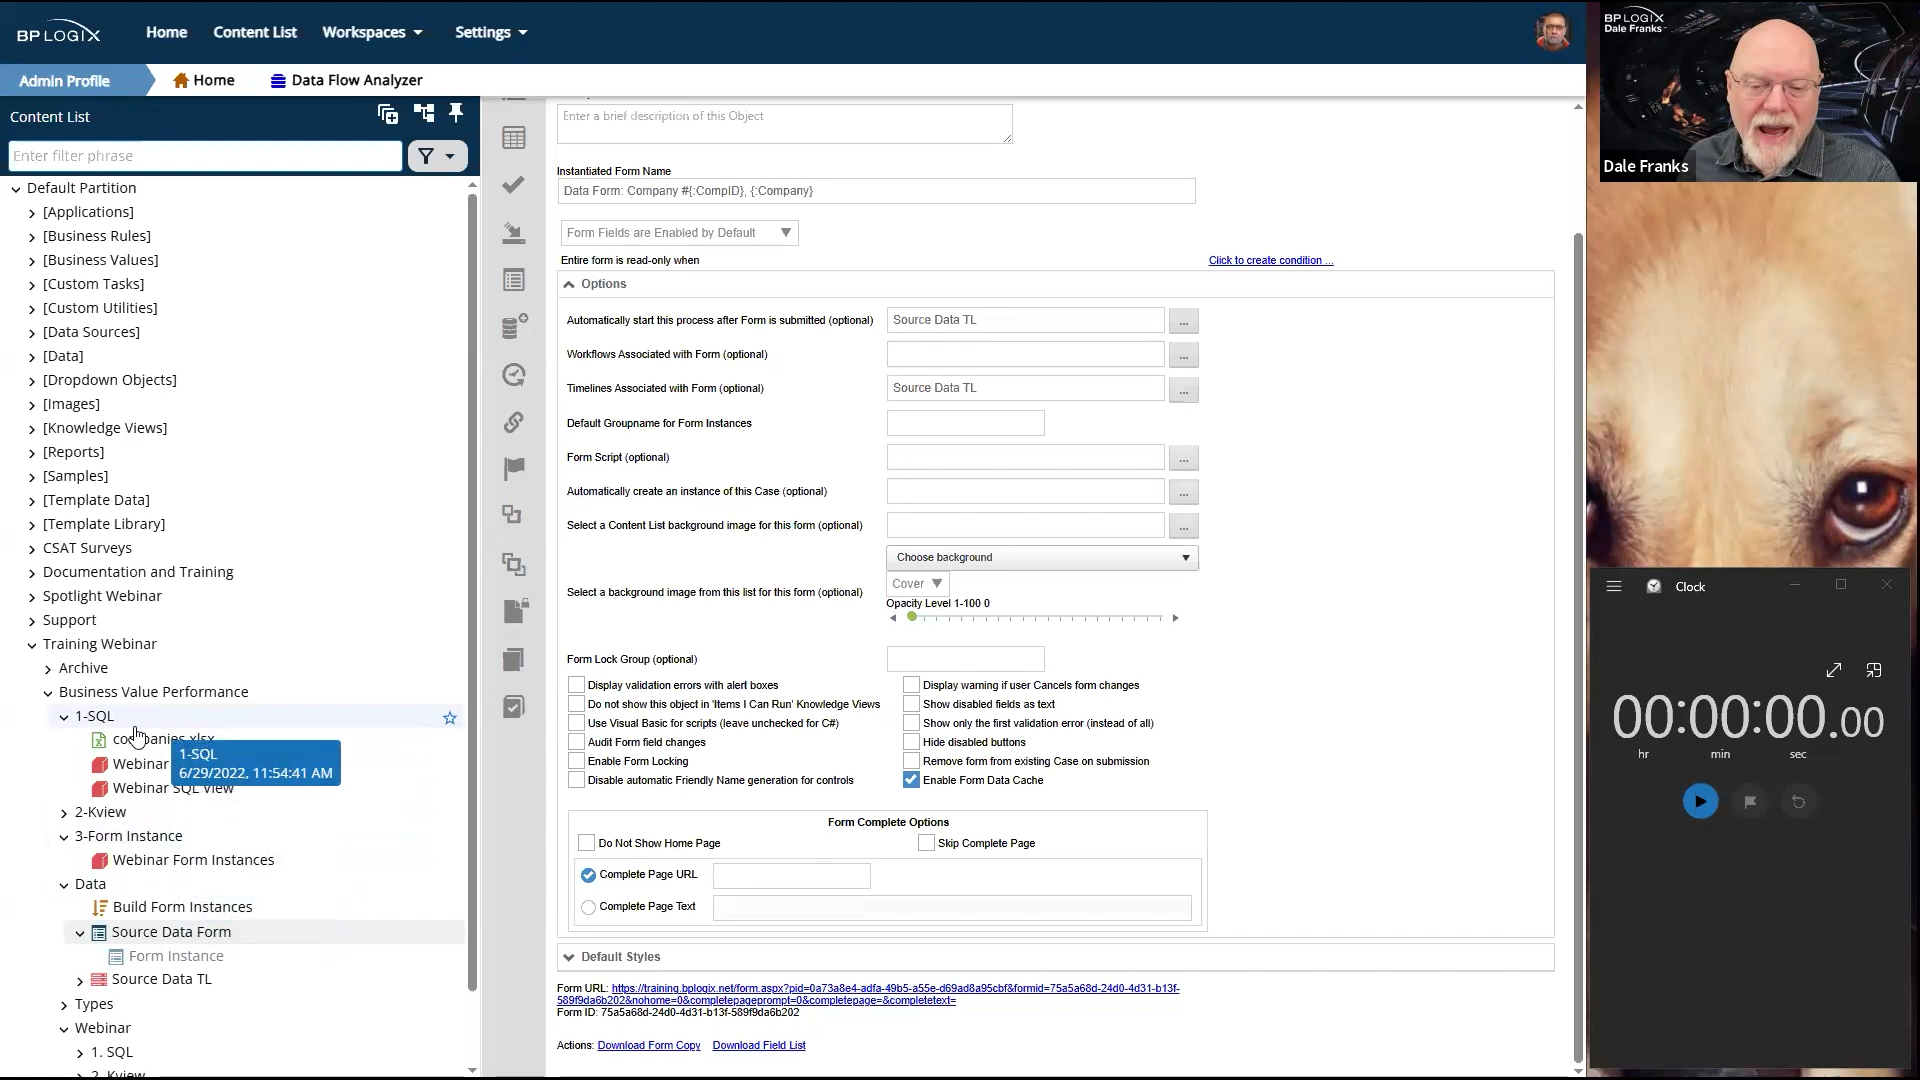 BP LOGIX
Home
Content List
Workspaces
Settings
Admin Profile
Home
Data Flow Analyzer
Content List
Enter filter phrase
Default Partition
[Applications]
[Business Rules]
[Business Values]
[Custom Tasks]
[Custom Utilities]
[Data Sources]
[Data]
[Dropdown Objects]
[Images]
[Knowledge Views]
[Reports]
[Samples]
[Template Data]
[Template Library]
CSAT Surveys
Documentation and Training
Spotlight Webinar
Support
Training Webinar
Archive
Business Value Performance
1-SQL
companies.xlsx
1-SQL
6/29/2022, 11:54:41 AM
Webinar
Webinar SQL View
2-Kview
3-Form Instance
Webinar Form Instances
Data
Build Form Instances
Source Data Form
Form Instance
Source Data TL
Types
Webinar
1. SQL
2. Kview
Enter a brief description of this Object
Instantiated Form Name
Data Form: Company #{:CompID}, {:Company}
Form Fields are Enabled by Default
Entire form is read-only when
Click to create condition ...
Options
Automatically start this process after Form is submitted (optional)
Source Data TL
...
Workflows Associated with Form (optional)
...
Timelines Associated with Form (optional)
Source Data TL
...
Default Groupname for Form Instances
Form Script (optional)
...
Automatically create an instance of this Case (optional)
...
Select a Content List background image for this form (optional)
...
Choose background
Cover
Select a background image from this list for this form (optional)
Opacity Level 1-100 0
Form Lock Group (optional)
Display validation errors with alert boxes
Display warning if user Cancels form changes
Do not show this object in 'Items I Can Run' Knowledge Views
Show disabled fields as text
Use Visual Basic for scripts (leave unchecked for C#)
Show only the first validation error (instead of all)
Audit Form field changes
Hide disabled buttons
Enable Form Locking
Remove form from existing Case on submission
Disable automatic Friendly Name generation for controls
Enable Form Data Cache
Form Complete Options
Do Not Show Home Page
Skip Complete Page
Complete Page URL
Complete Page Text
Default Styles
Form URL: https://training.bplogix.net/form.aspx?pid=0a73a8e4-adfa-49b5-a55e-d69ad8a95cbf&formid=75a5a68d-24d0-4d31-b13f-
589f9da6b202&nohome=0&completepageprompt=0&completepage=&completetext=
Form ID: 75a5a68d-24d0-4d31-b13f-589f9da6b202
Actions: Download Form Copy Download Field List
BP LOGIX
Dale Franks
Dale Franks
Clock
00:00:00.00
hr
min
sec